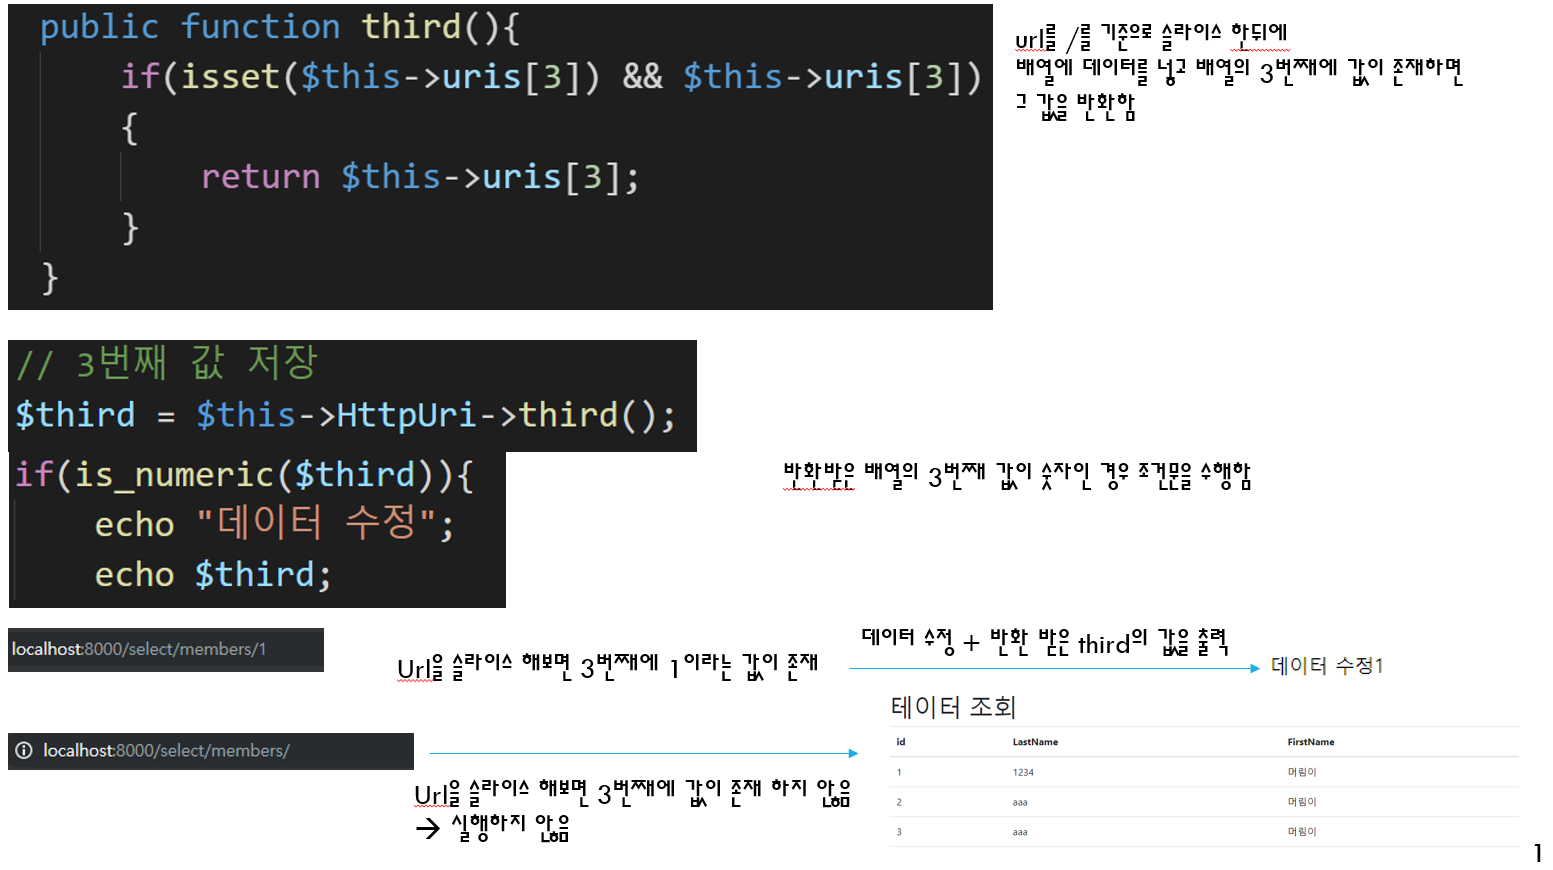 public function third(){
if(isset($this->uris[3]) && $this->uris[3])
{
return $this->uris[3];
}
}
url를 /를 기준으로 슬라이스 한뒤에
배열에 데이터를 넣고 배열의 3번째에 값이 존재하면
그 값을 반환함
// 3번째 값 저장
$third = $this->HttpUri->third();
if(is_numeric($third)){
echo "데이터 수정";
echo $third;
반환받은 배열의 3번째 값이 숫자인 경우 조건문을 수행함
localhost:8000/select/members/1
Url을 슬라이스 해보면 3번째에 1이라는 값이 존재
데이터 수정 + 반환 받은 third의 값을 출력
데이터 수정1
localhost:8000/select/members/
Url을 슬라이스 해보면 3번째에 값이 존재 하지 않음
→ 실행하지 않음
테이터 조회
id LastName FirstName
1 1234 머림이
2 aaa 머림이
3 aaa 머림이
1